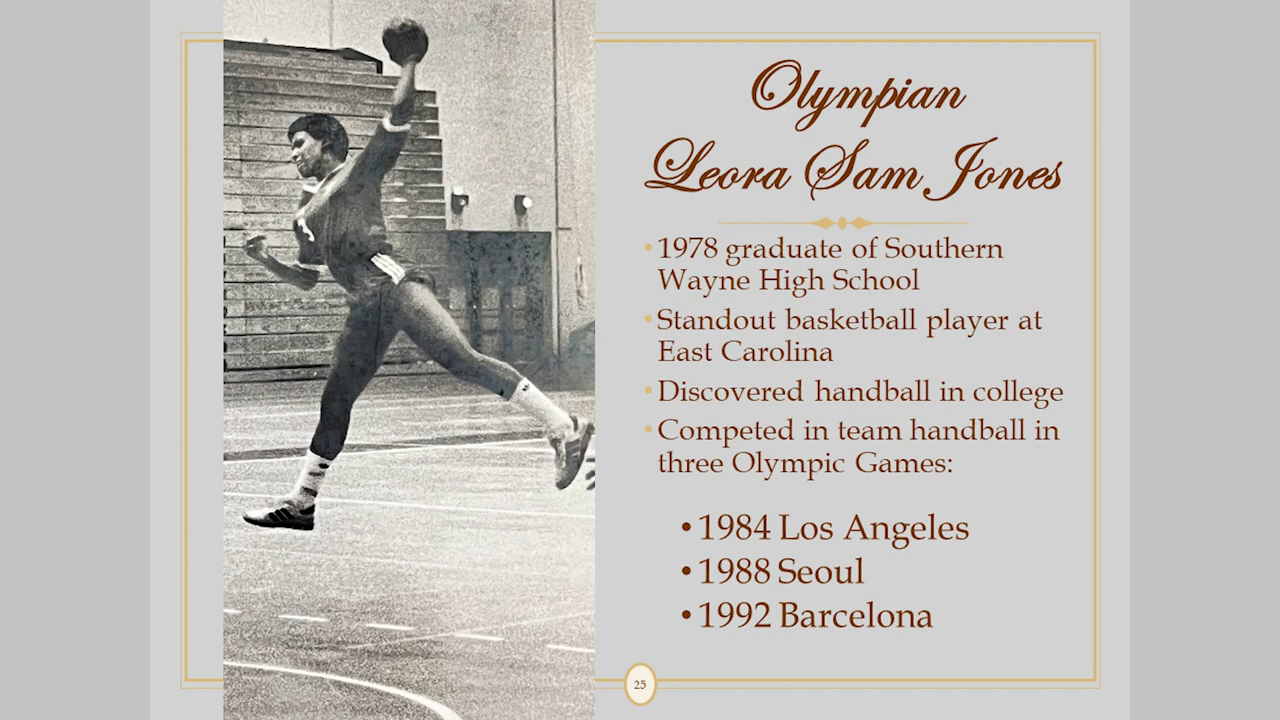 Olympian
Leora Sam Jones
• 1978 graduate of Southern
Wayne High School
• Standout basketball player at
East Carolina
• Discovered handball in college
• Competed in team handball in
three Olympic Games:
• 1984 Los Angeles
• 1988 Seoul
• 1992 Barcelona
25